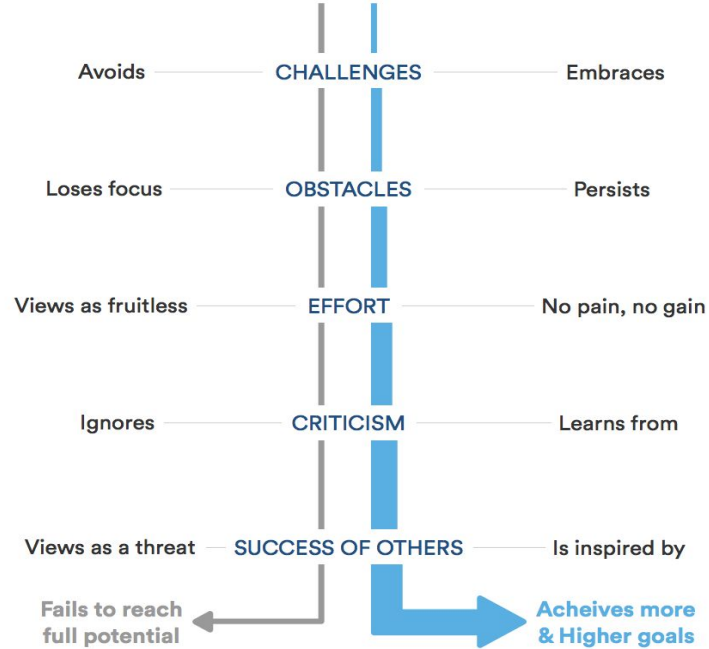 Avoids CHALLENGES Embraces
Loses focus OBSTACLES Persists
Views as fruitless EFFORT No pain, no gain
Ignores CRITICISM Learns from
Views as a threat SUCCESS OF OTHERS Is inspired by
Fails to reach
full potential
Acheives more
& Higher goals